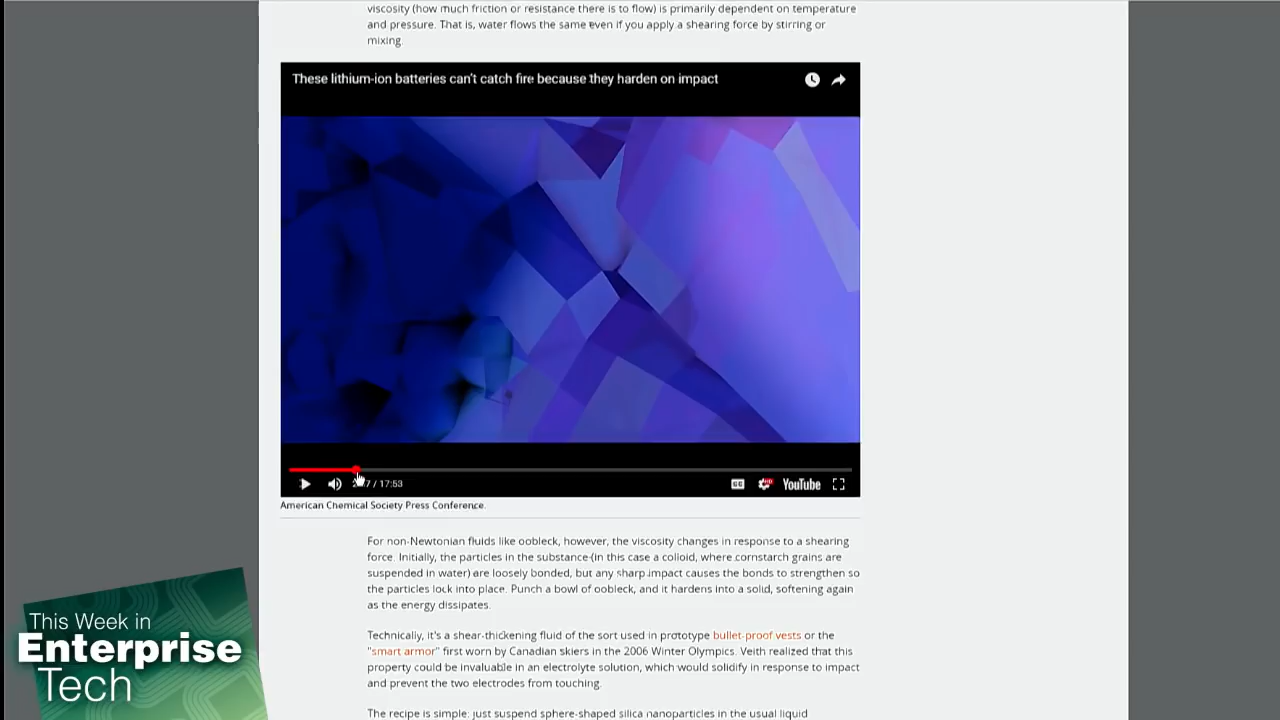 viscosity (how much friction or resistance there is to flow) is primarily dependent on temperature
and pressure. That is, water flows the same even if you apply a shearing force by stirring or
mixing.
These lithium-ion batteries can't catch fire because they harden on impact
/ 17:53
CC
HD
YouTube
American Chemical Society Press Conference.
For non-Newtonian fluids like oobleck, however, the viscosity changes in response to a shearing
force. Initially, the particles in the substance (in this case a colloid, where cornstarch grains are
suspended in water) are loosely bonded, but any sharp impact causes the bonds to strengthen so
the particles lock into place. Punch a bowl of oobleck, and it hardens into a solid, softening again
as the energy dissipates.
Technically, it's a shear-thickening fluid of the sort used in prototype bullet-proof vests or the
"smart armor" first worn by Canadian skiers in the 2006 Winter Olympics. Veith realized that this
property could be invaluable in an electrolyte solution, which would solidify in response to impact
and prevent the two electrodes from touching.
The recipe is simple: just suspend sphere-shaped silica nanoparticles in the usual liquid
This Week in
Enterprise
Tech